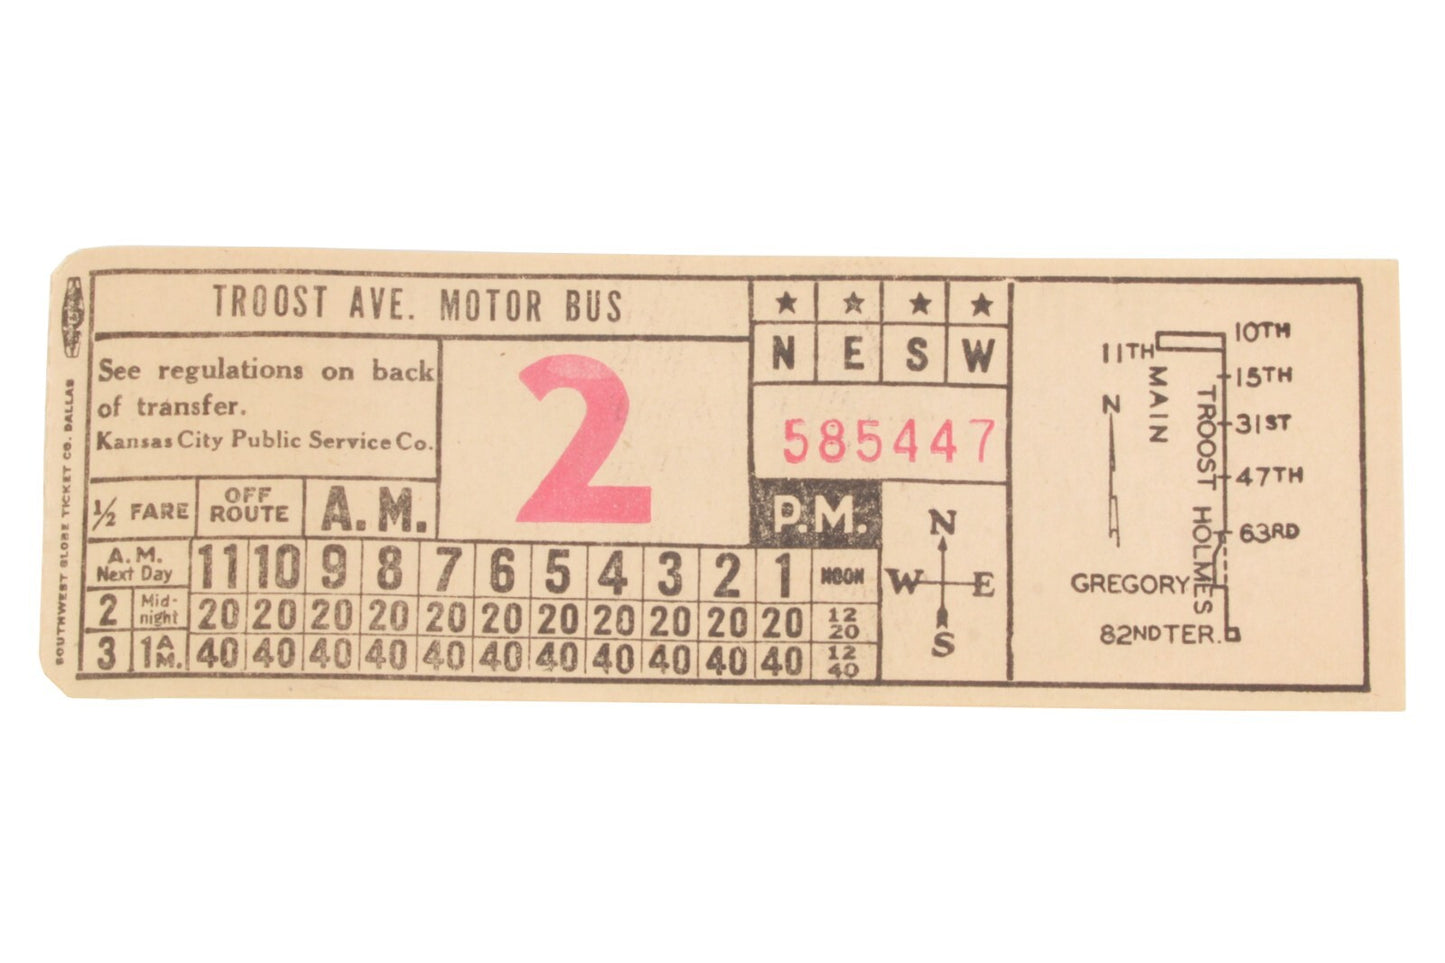 TROOST AVE. MOTOR BUS
See regulations on back
of transfer.
Kansas City Public Service Co.
½ FARE
OFF
ROUTE
A.M.
2
★ ★ ★ ★
N E S W
585447
P.M.
A.M.
Next Day
11 10 9 8 7 6 5 4 3 2 1 NOON
2 Mid-
night
20 20 20 20 20 20 20 20 20 20 20 12
20
3 1 A.
M.
40 40 40 40 40 40 40 40 40 40 40 12
40
N
W E
S
10TH
11TH
MAIN
15TH
N
TROOST
31ST
47TH
HOLMES
63RD
GREGORY
82ND TER.
SOUTHWEST GLOBE TICKET CO. DALLAS